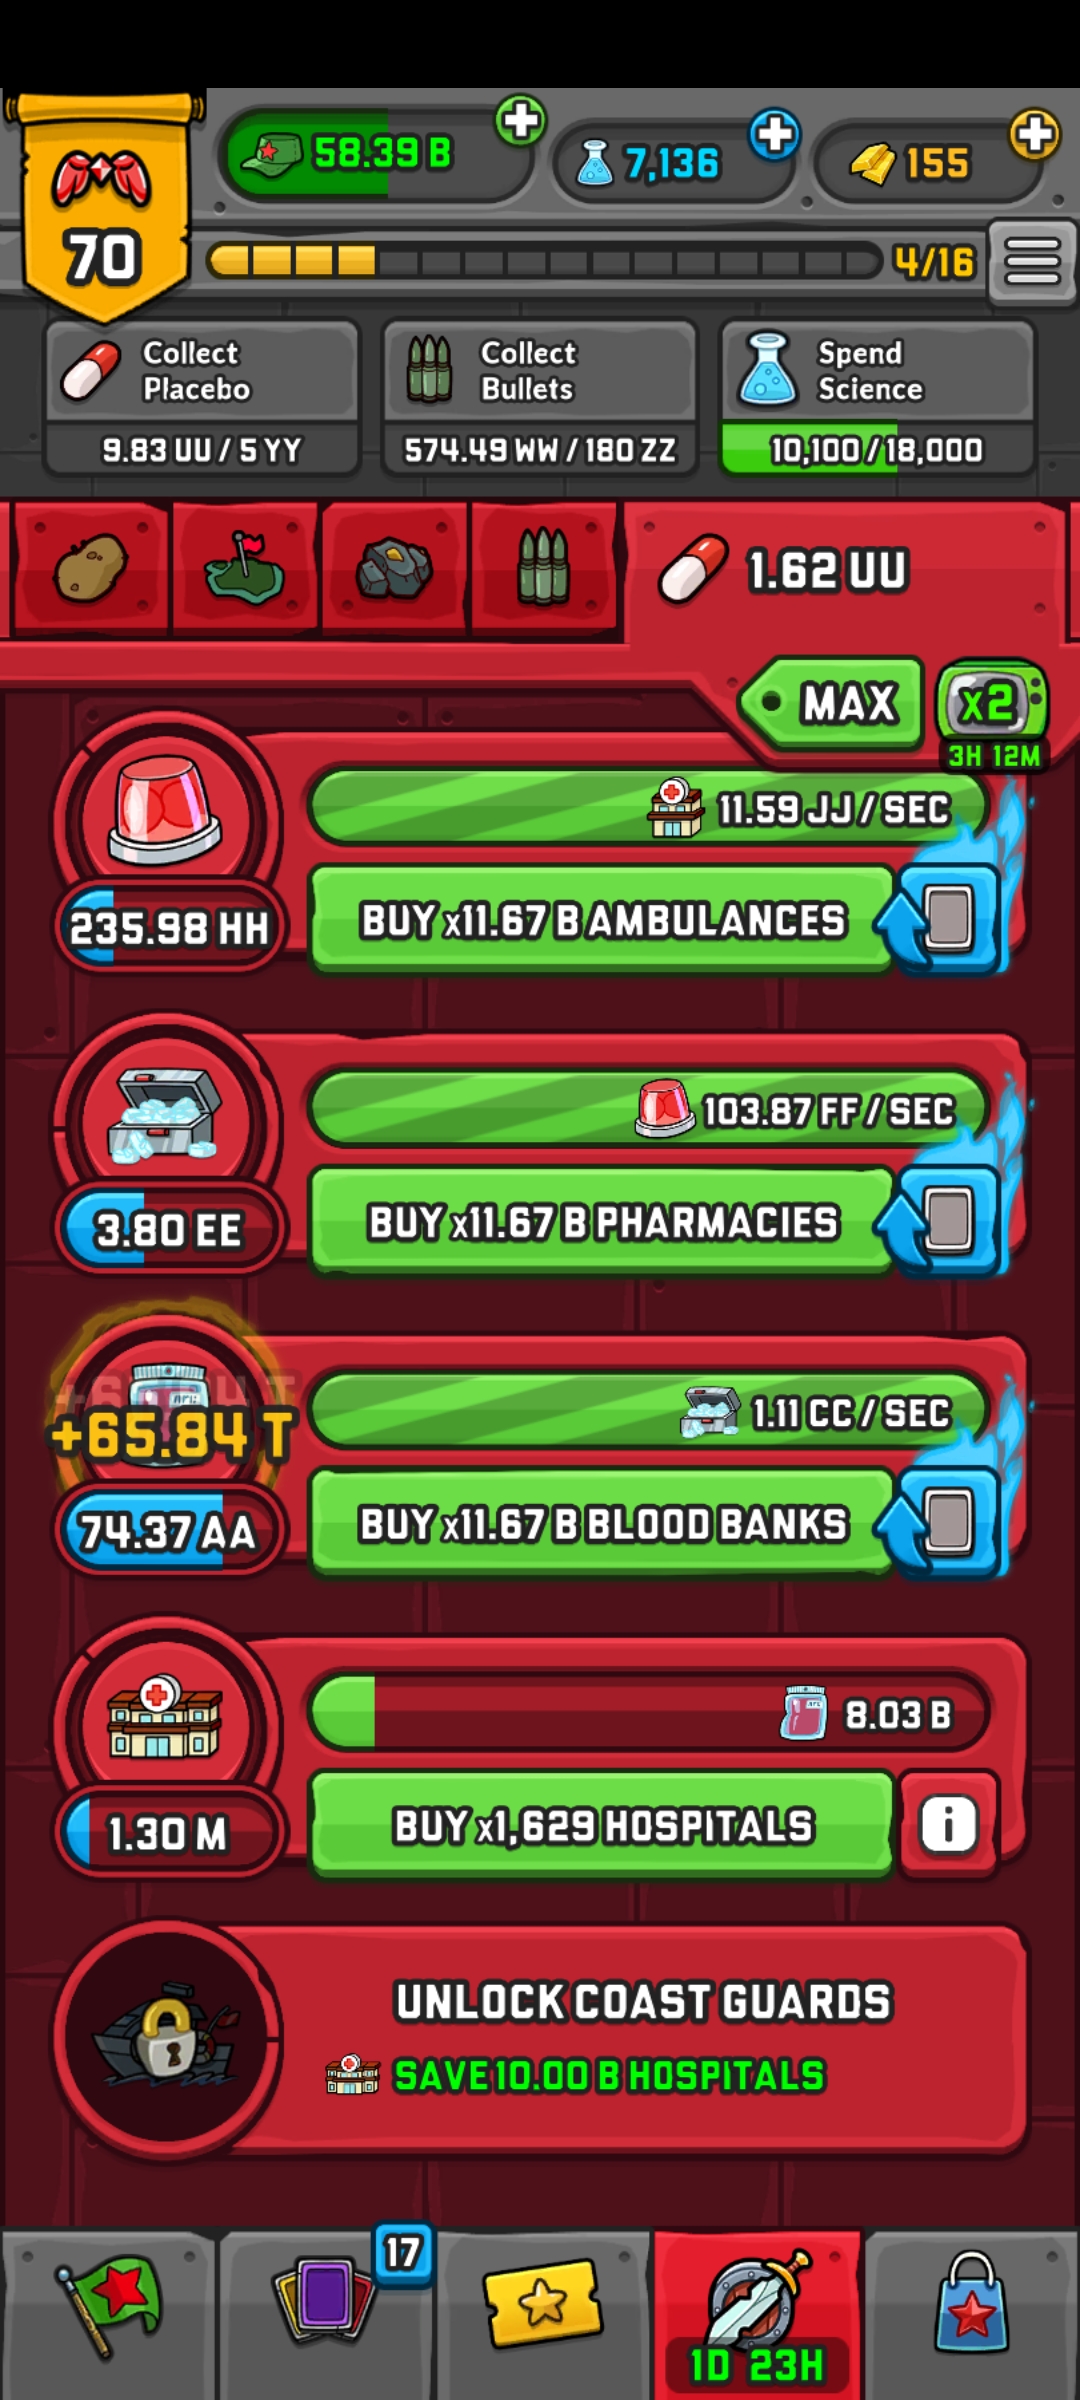 58.39 B
7,136
155
70
4/16
Collect
Placebo
9.83 UU / 5 YY
Collect
Bullets
574.49 WW / 180 ZZ
Spend
Science
10,100 / 18,000
1.62 UU
MAX
x2
3H 12M
11.59 JJ / SEC
235.98 HH
BUY x11.67 B AMBULANCES
103.87 FF / SEC
3.80 EE
BUY x11.67 B PHARMACIES
+65.84 T
1.11 CC / SEC
74.37 AA
BUY x11.67 B BLOOD BANKS
8.03 B
1.30 M
BUY x1,629 HOSPITALS
i
UNLOCK COAST GUARDS
SAVE 10.00 B HOSPITALS
17
1D 23H